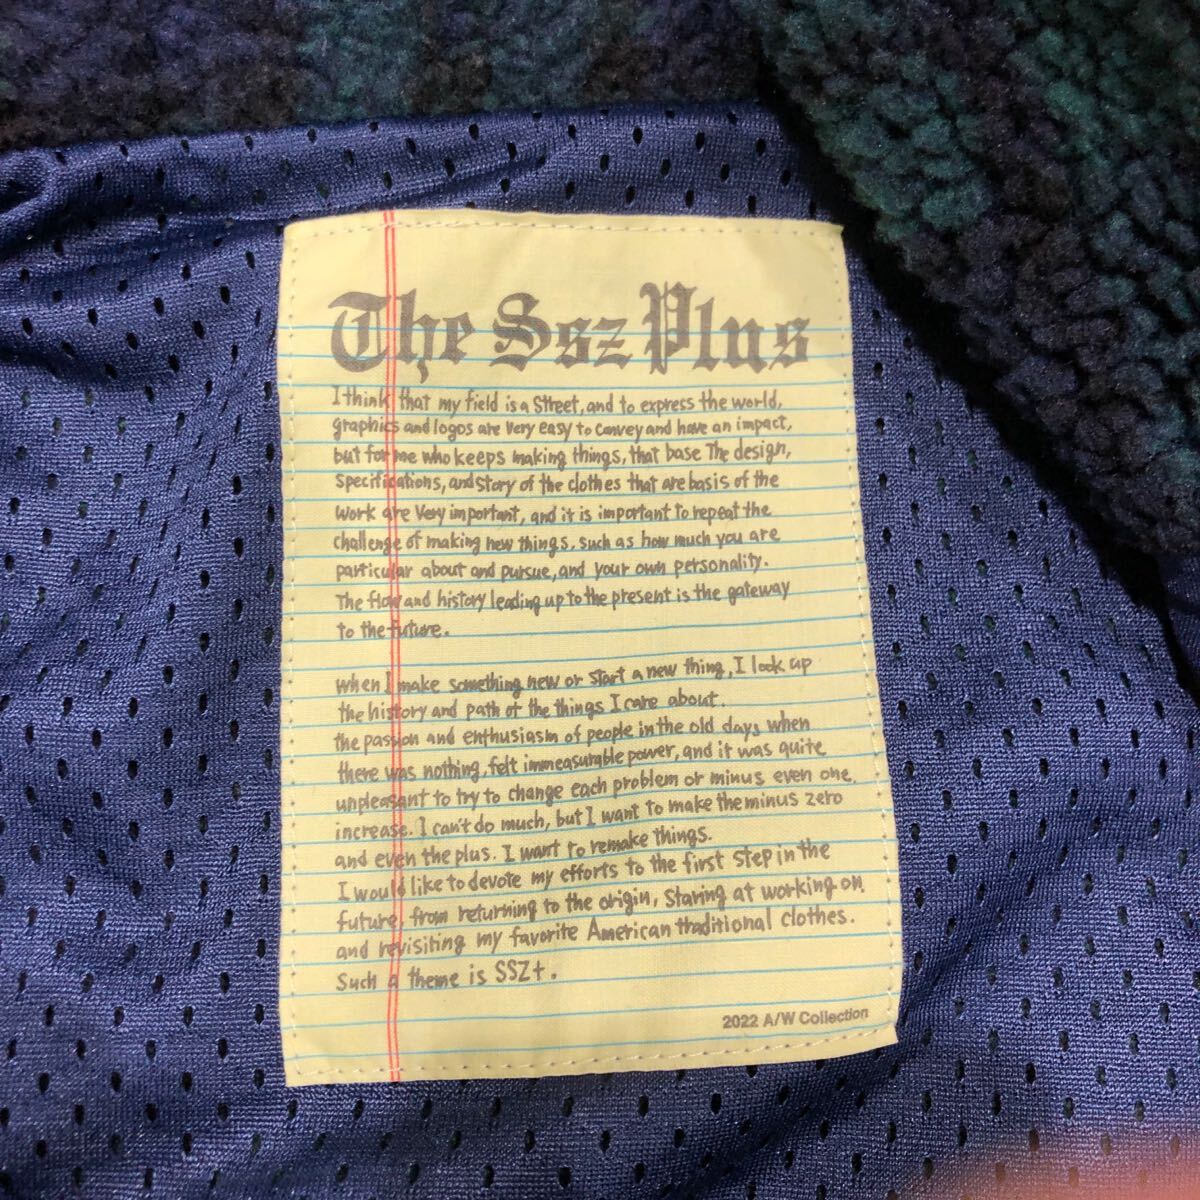 The Ssz Plus
I think that my field is a Street, and to express the world,
graphics and logos are very easy to convey and have an impact,
but for me who keeps making things, that base The design,
Specifications, and story of the clothes that are basis of the
work are very important, and it is important to repeat the
challenge of making new things, such as how much you are
particular about and pursue, and your own personality.
The flow and history leading up to the present is the gateway
to the future.
when I make something new or start a new thing, I look up
the history and path of the things I care about.
the passion and enthusiasm of people in the old days when
there was nothing, felt immeasurable power, and it was quite
unpleasant to try to change each problem or minus even one.
increase. I can't do much, but I want to make the minus zero
and even the plus. I want to remake things.
I would like to devote my efforts to the first step in the
future, from returning to the origin, Staring at working on,
and revisiting my favorite American traditional clothes.
Such a theme is SSZ+.
2022 A/W Collection